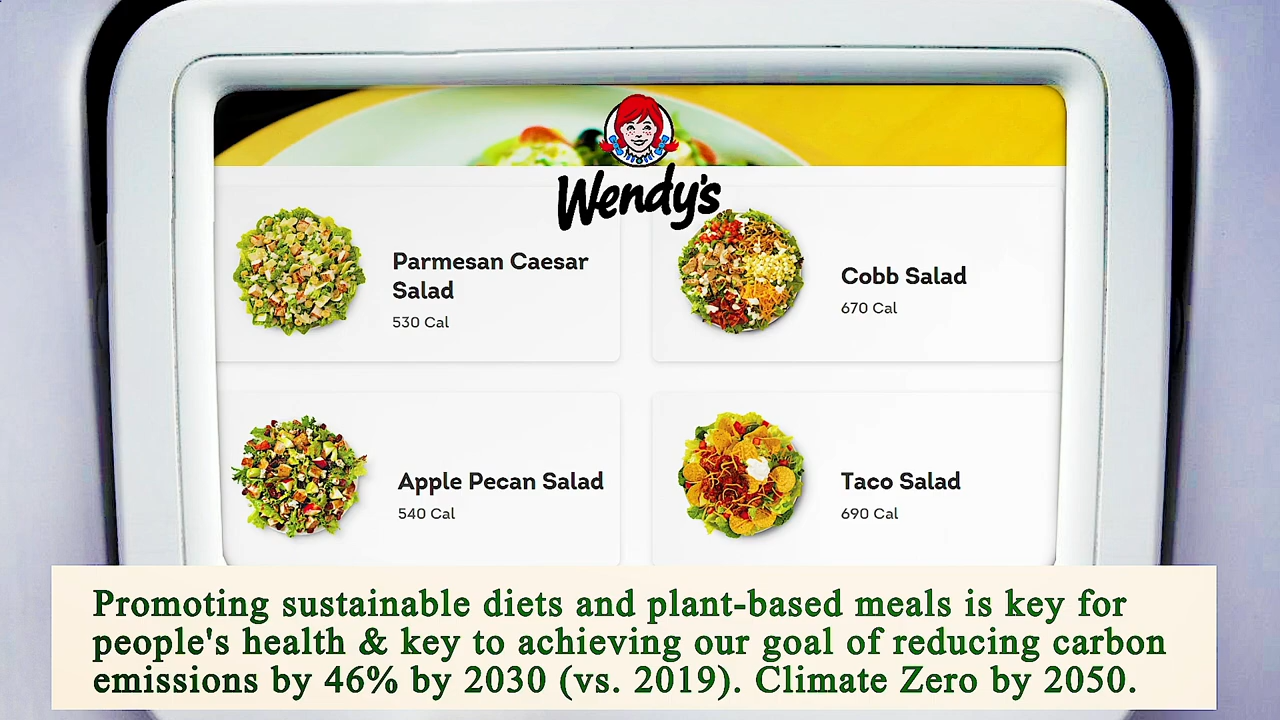 Wendy's
Parmesan Caesar
Salad
530 Cal
Cobb Salad
670 Cal
Apple Pecan Salad
540 Cal
Taco Salad
690 Cal
Promoting sustainable diets and plant-based meals is key for
people's health & key to achieving our goal of reducing carbon
emissions by 46% by 2030 (vs. 2019). Climate Zero by 2050.